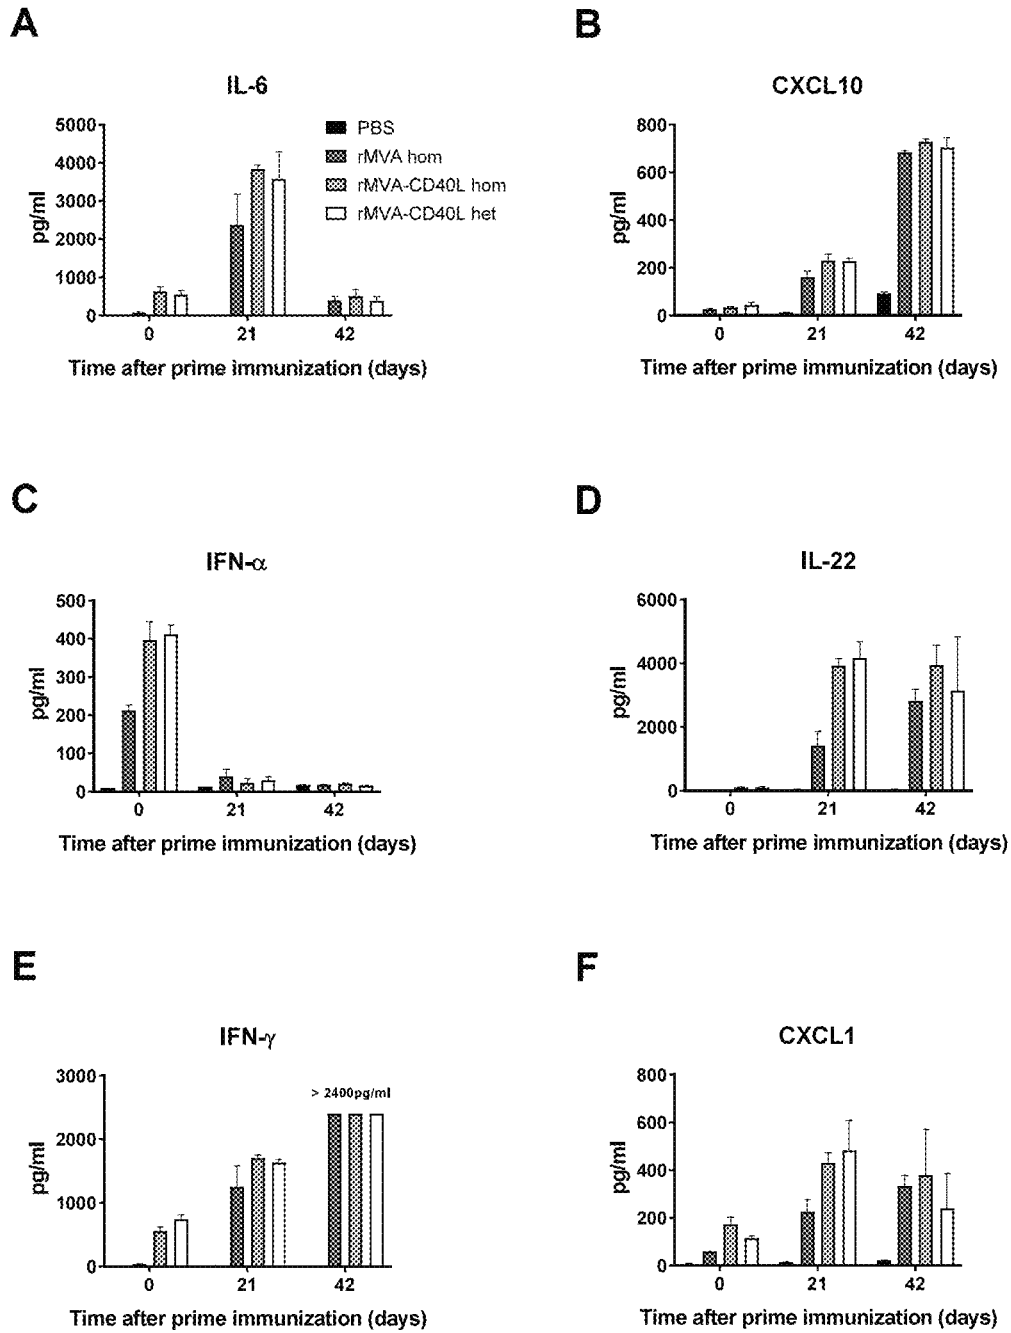 A
IL-6
5000
4000
3000
2000
1000
0
pg/ml
PBS
rMVA hom
rMVA-CD40L hom
rMVA-CD40L het
0 21 42
Time after prime immunization (days)
B
CXCL10
800
600
400
200
0
pg/ml
0 21 42
Time after prime immunization (days)
C
IFN-α
500
400
300
200
100
0
pg/ml
0 21 42
Time after prime immunization (days)
D
IL-22
6000
4000
2000
0
pg/ml
0 21 42
Time after prime immunization (days)
E
IFN-γ
3000
2000
1000
0
pg/ml
> 2400pg/ml
0 21 42
Time after prime immunization (days)
F
CXCL1
800
600
400
200
0
pg/ml
0 21 42
Time after prime immunization (days)